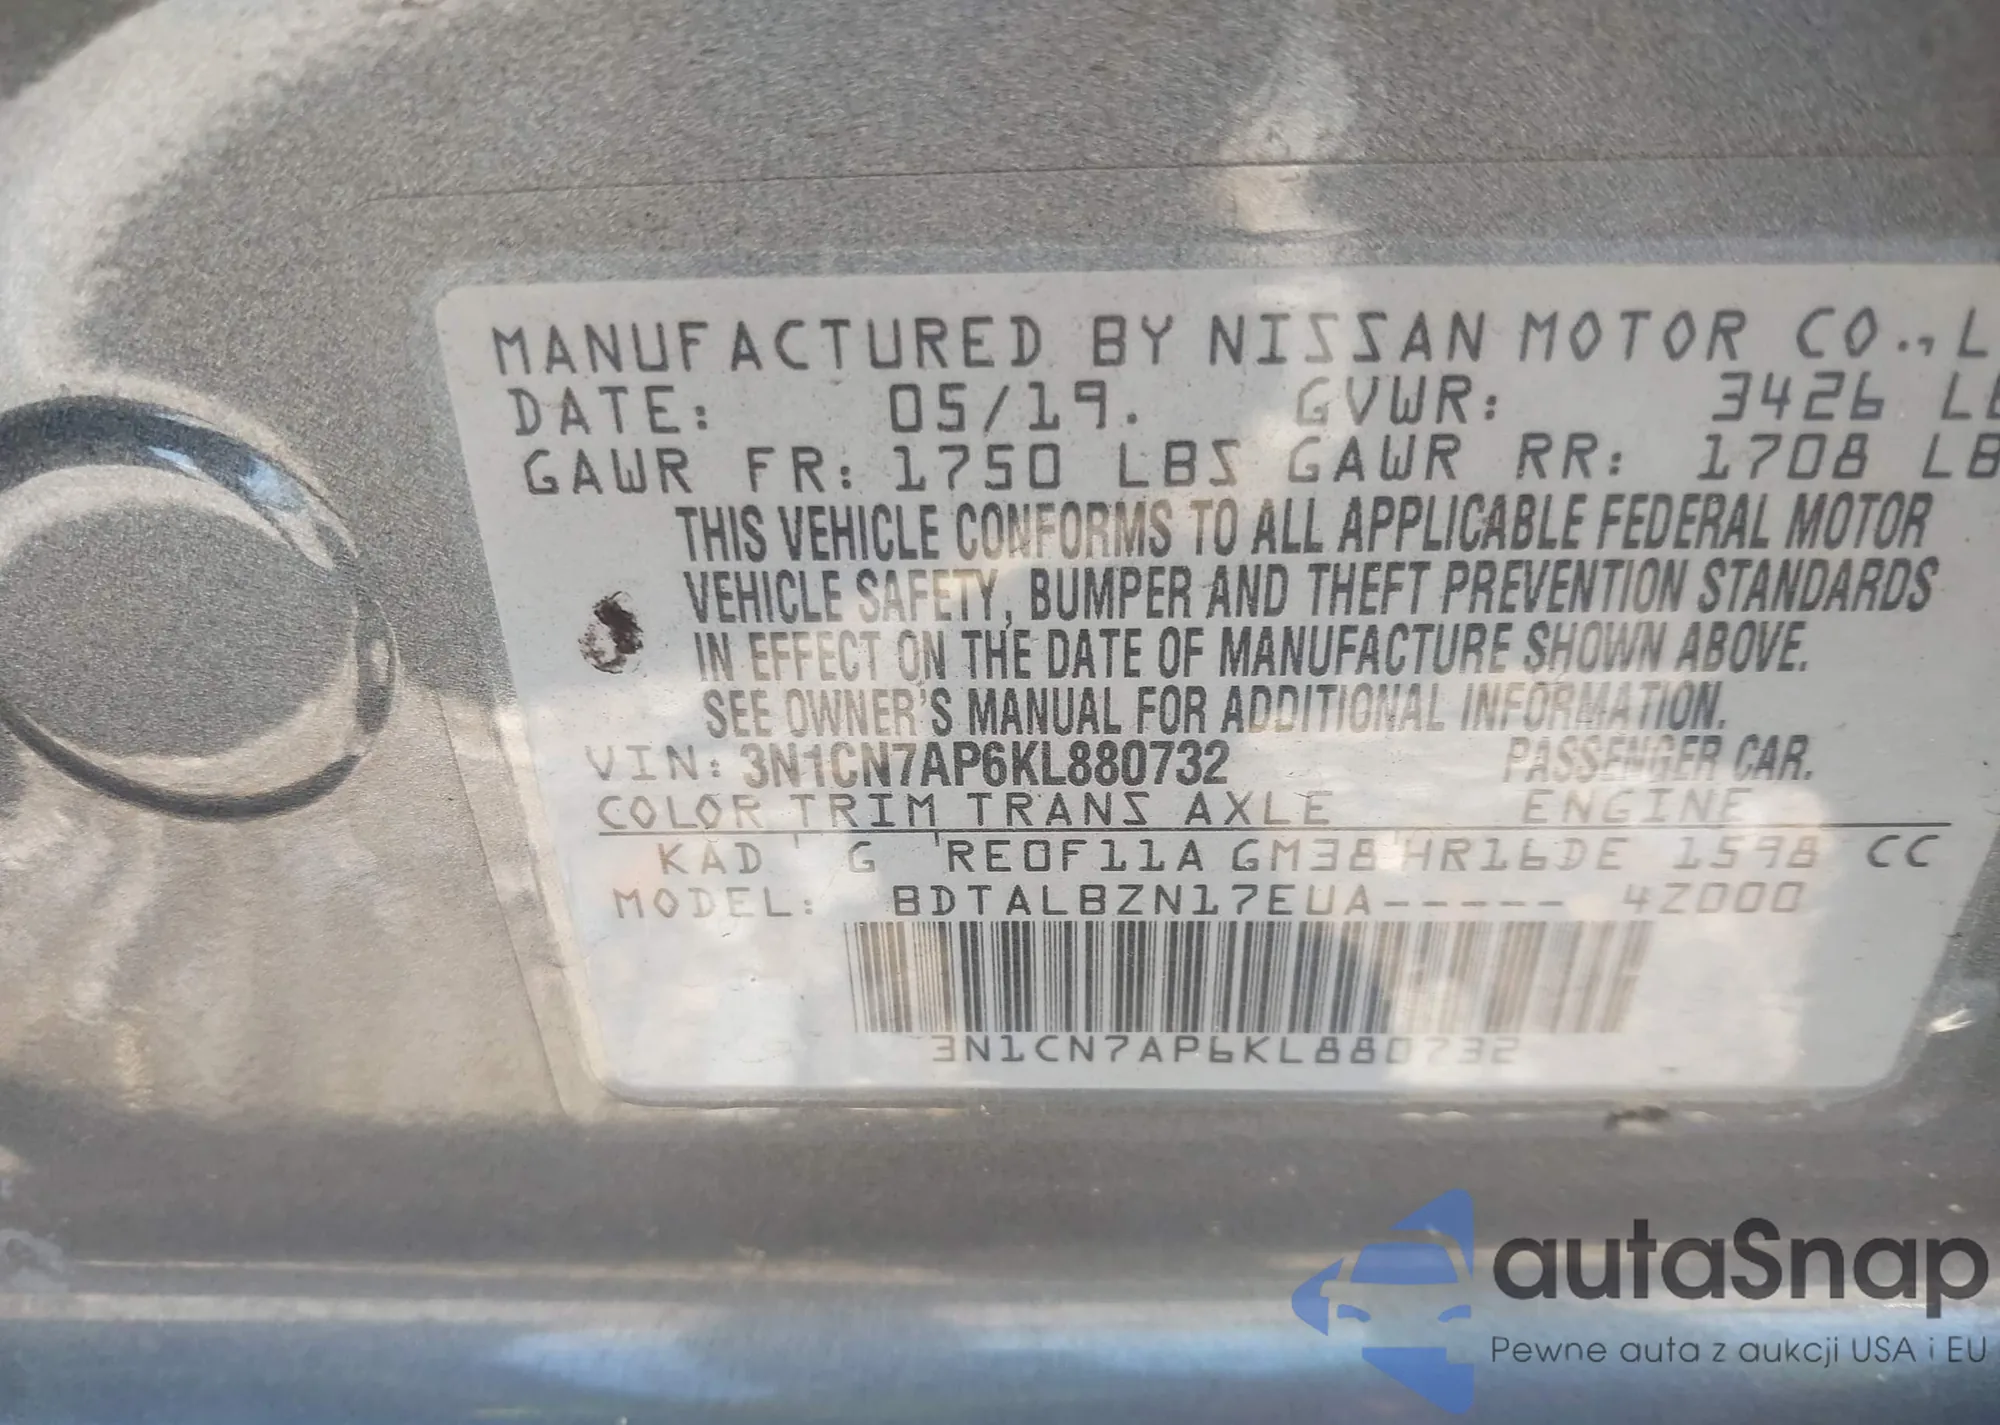 MANUFACTURED BY NISSAN MOTOR CO., L
DATE: 05/19. GVWR: 3426 LB
GAWR FR: 1750 LBS GAWR RR: 1708 LB
THIS VEHICLE CONFORMS TO ALL APPLICABLE FEDERAL MOTOR
VEHICLE SAFETY, BUMPER AND THEFT PREVENTION STANDARDS
IN EFFECT ON THE DATE OF MANUFACTURE SHOWN ABOVE.
SEE OWNER'S MANUAL FOR ADDITIONAL INFORMATION.
VIN: 3N1CN7AP6KL880732 PASSENGER CAR.
COLOR TRIM TRANS AXLE ENGINE
KAD G RE0F11A GM38 HR16DE 1598 CC
MODEL: BDTALBZN17EUA----- 4Z000
3N1CN7AP6KL880732
autaSnap
Pewne auta z aukcji USA i EU